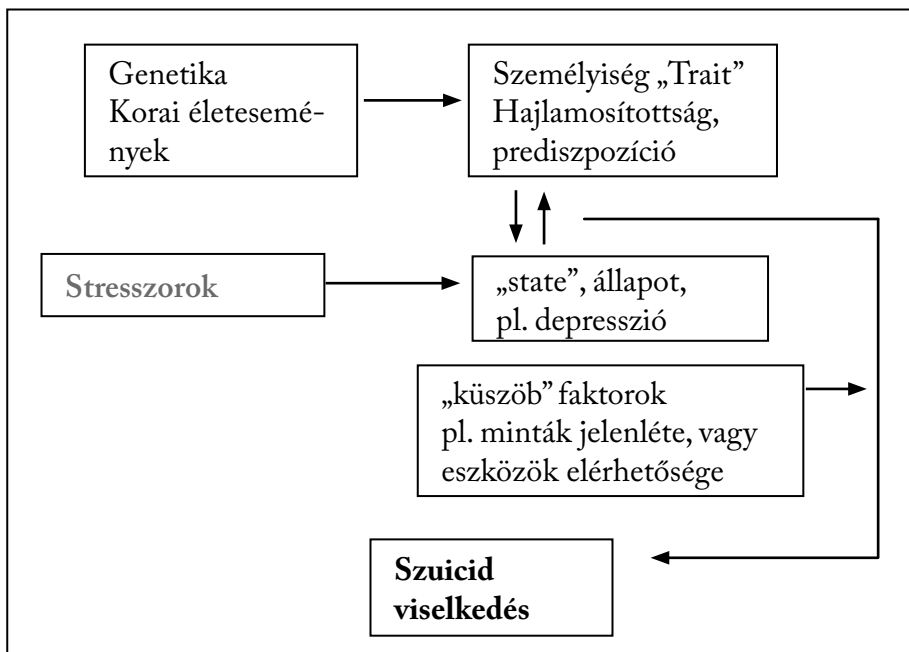 Genetika
Korai életesemé-
nyek
Személyiség „Trait”
Hajlamosítottság,
prediszpozíció
Stresszorok
„state”, állapot,
pl. depresszió
„küszöb” faktorok
pl. minták jelenléte, vagy
eszközök elérhetősége
Szuicid
viselkedés